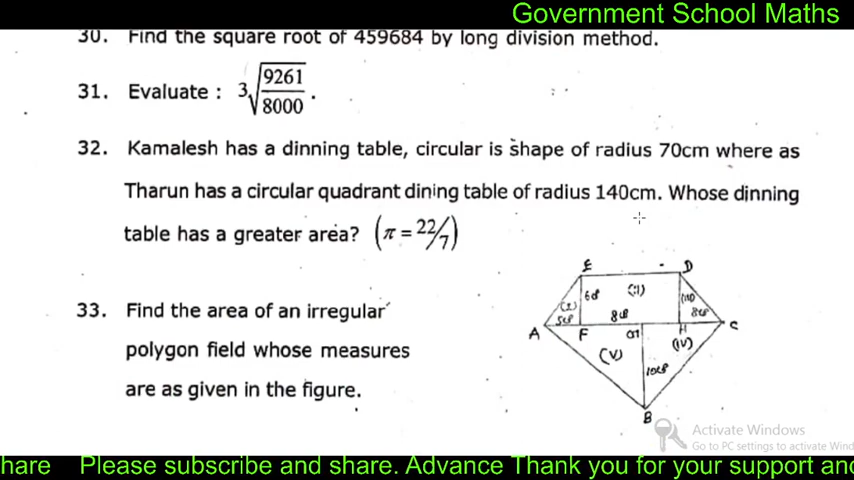 Government School Maths
30. Find the square root of 459684 by long division method.
31. Evaluate : ∛(9261/8000) .
32. Kamalesh has a dinning table, circular is shape of radius 70cm where as
Tharun has a circular quadrant dining table of radius 140cm. Whose dinning
table has a greater area? (π = 22/7)
33. Find the area of an irregular
polygon field whose measures
are as given in the figure.
E D
A F H C
(V) (IV)
B
Activate Windows
Go to PC settings to activate Win
hare Please subscribe and share. Advance Thank you for your support and